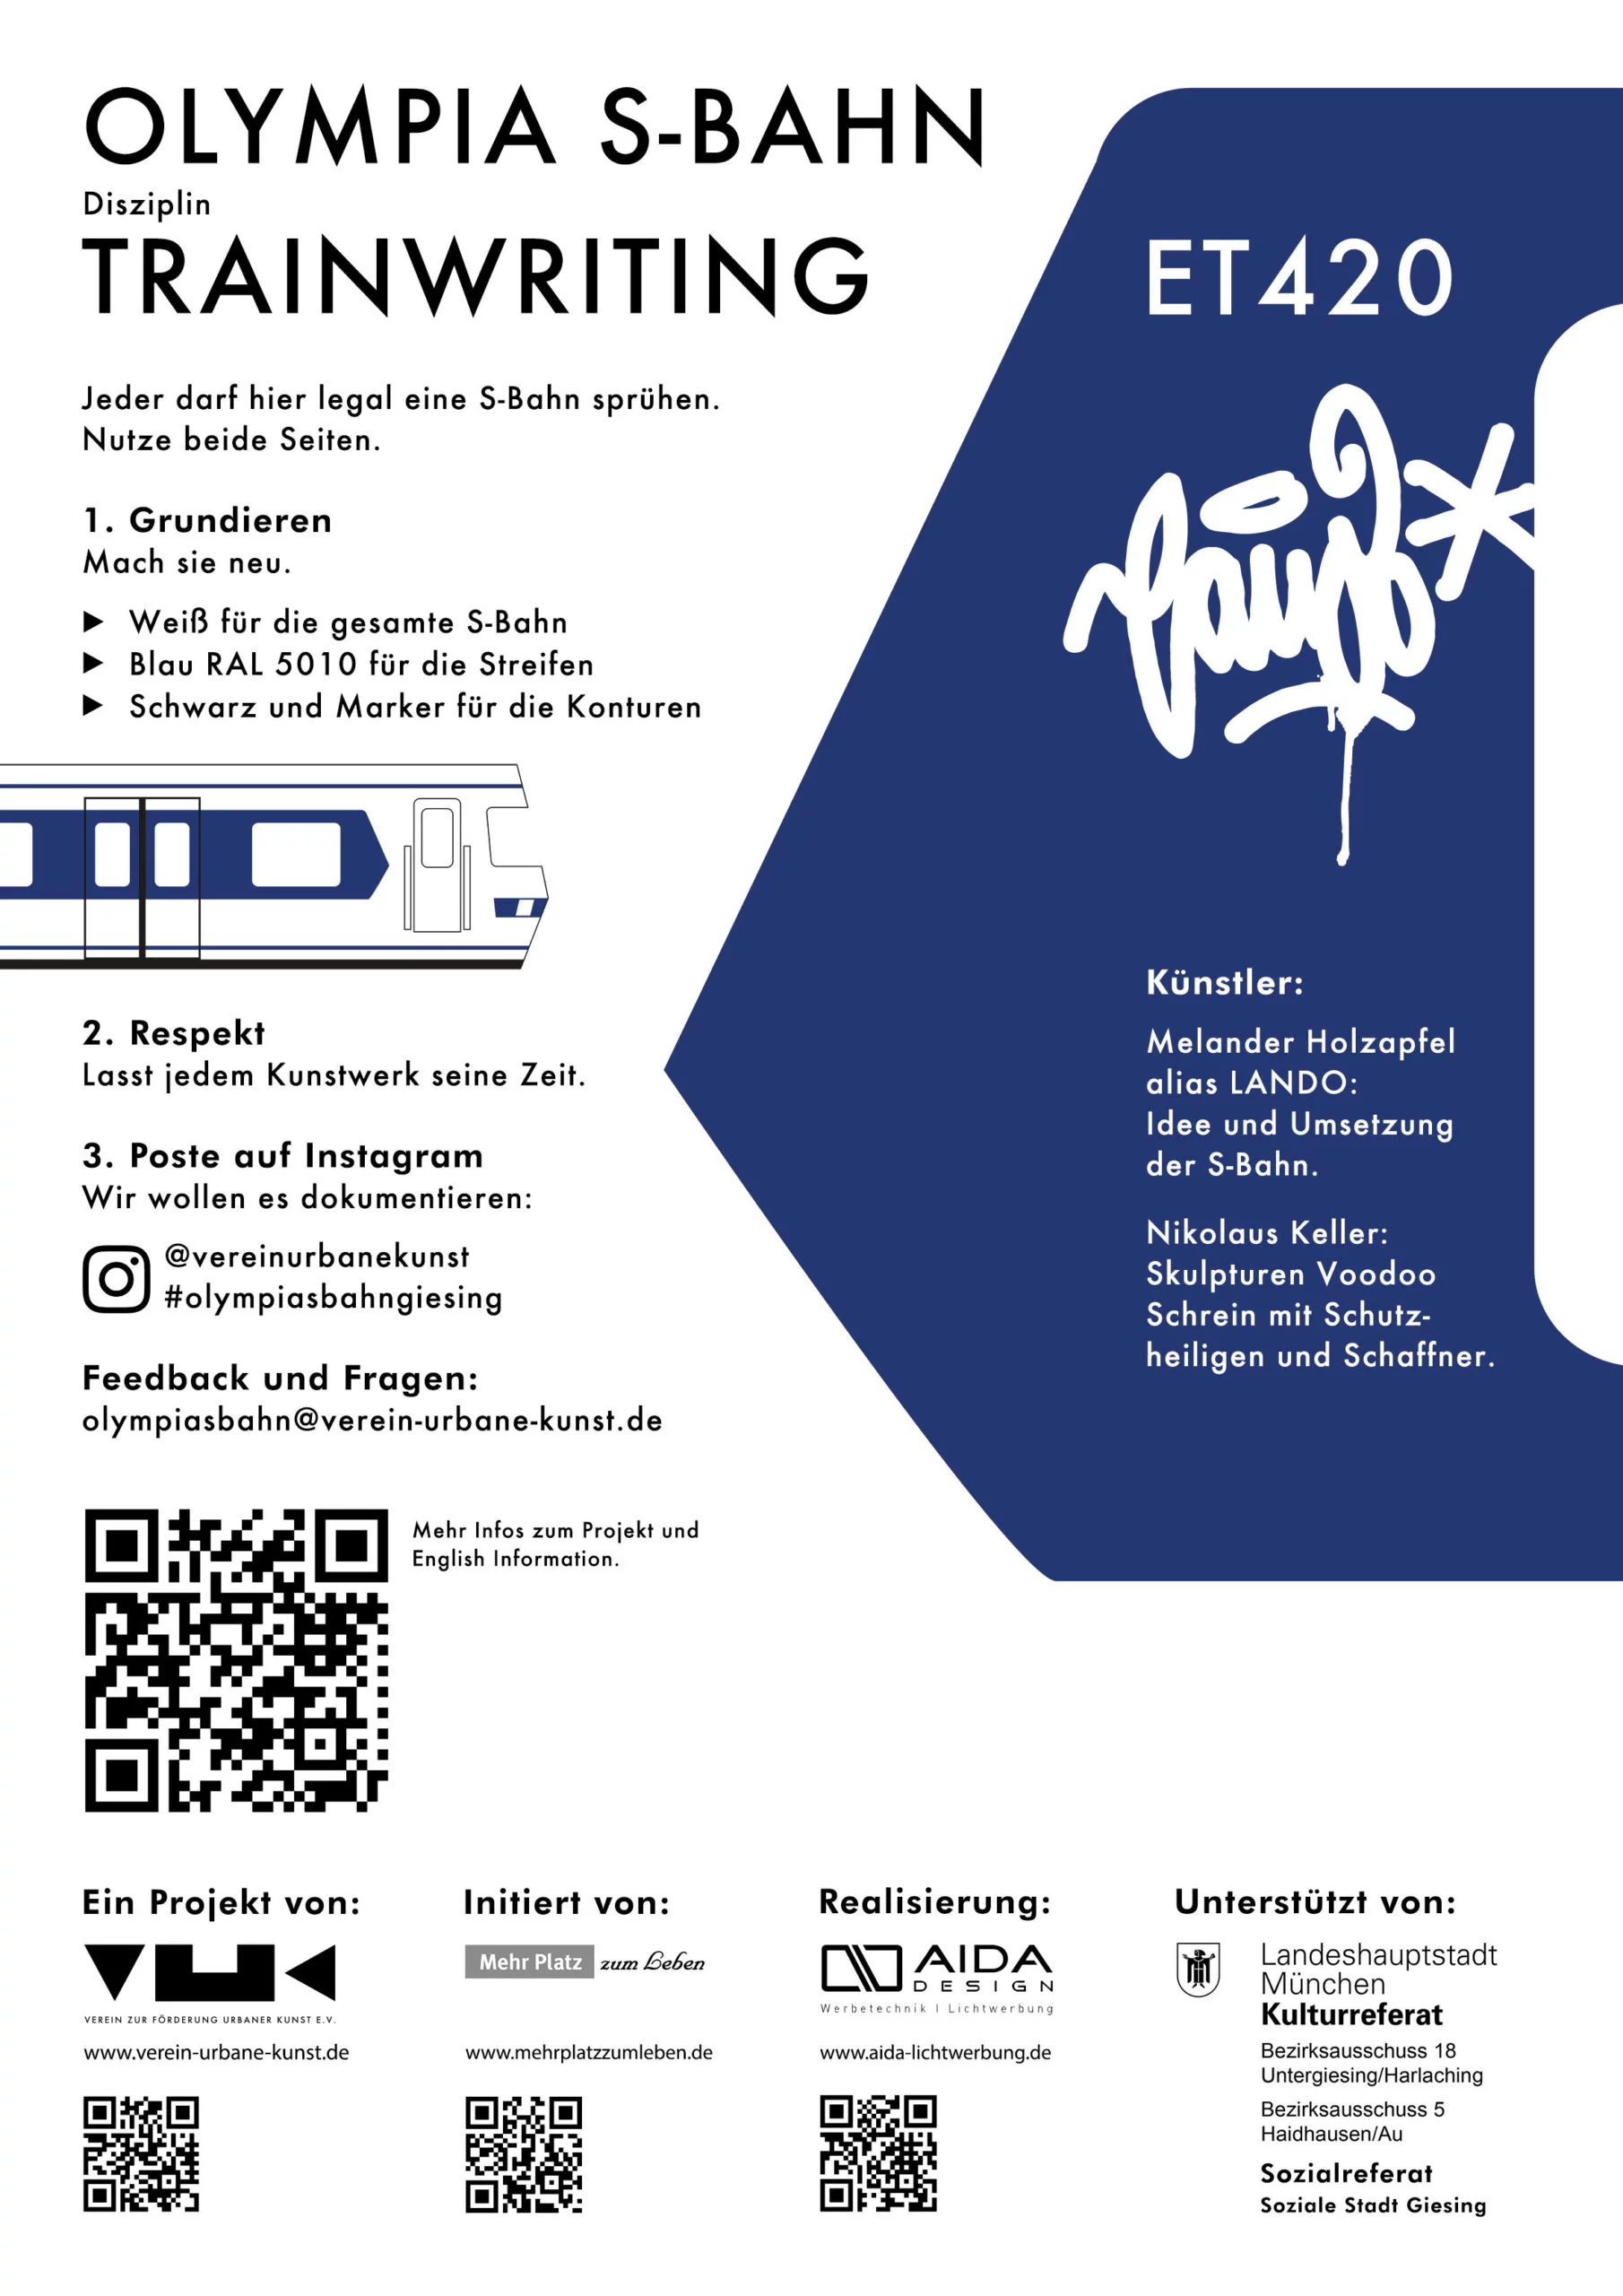 OLYMPIA S-BAHN
Disziplin
TRAINWRITING
ET420
Jeder darf hier legal eine S-Bahn sprühen.
Nutze beide Seiten.
1. Grundieren
Mach sie neu.
► Weiß für die gesamte S-Bahn
► Blau RAL 5010 für die Streifen
► Schwarz und Marker für die Konturen
2. Respekt
Lasst jedem Kunstwerk seine Zeit.
3. Poste auf Instagram
Wir wollen es dokumentieren:
@vereinurbanekunst
#olympiasbahngiesing
Feedback und Fragen:
olympiasbahn@verein-urbane-kunst.de
Mehr Infos zum Projekt und
English Information.
Künstler:
Melander Holzapfel
alias LANDO:
Idee und Umsetzung
der S-Bahn.
Nikolaus Keller:
Skulpturen Voodoo
Schrein mit Schutz-
heiligen und Schaffner.
Ein Projekt von:
VUK
VEREIN ZUR FÖRDERUNG URBANER KUNST E.V.
www.verein-urbane-kunst.de
Initiert von:
Mehr Platz zum Leben
www.mehrplatzzumleben.de
Realisierung:
AIDA
DESIGN
Werbetechnik I Lichtwerbung
www.aida-lichtwerbung.de
Unterstützt von:
Landeshauptstadt
München
Kulturreferat
Bezirksausschuss 18
Untergiesing/Harlaching
Bezirksausschuss 5
Haidhausen/Au
Sozialreferat
Soziale Stadt Giesing